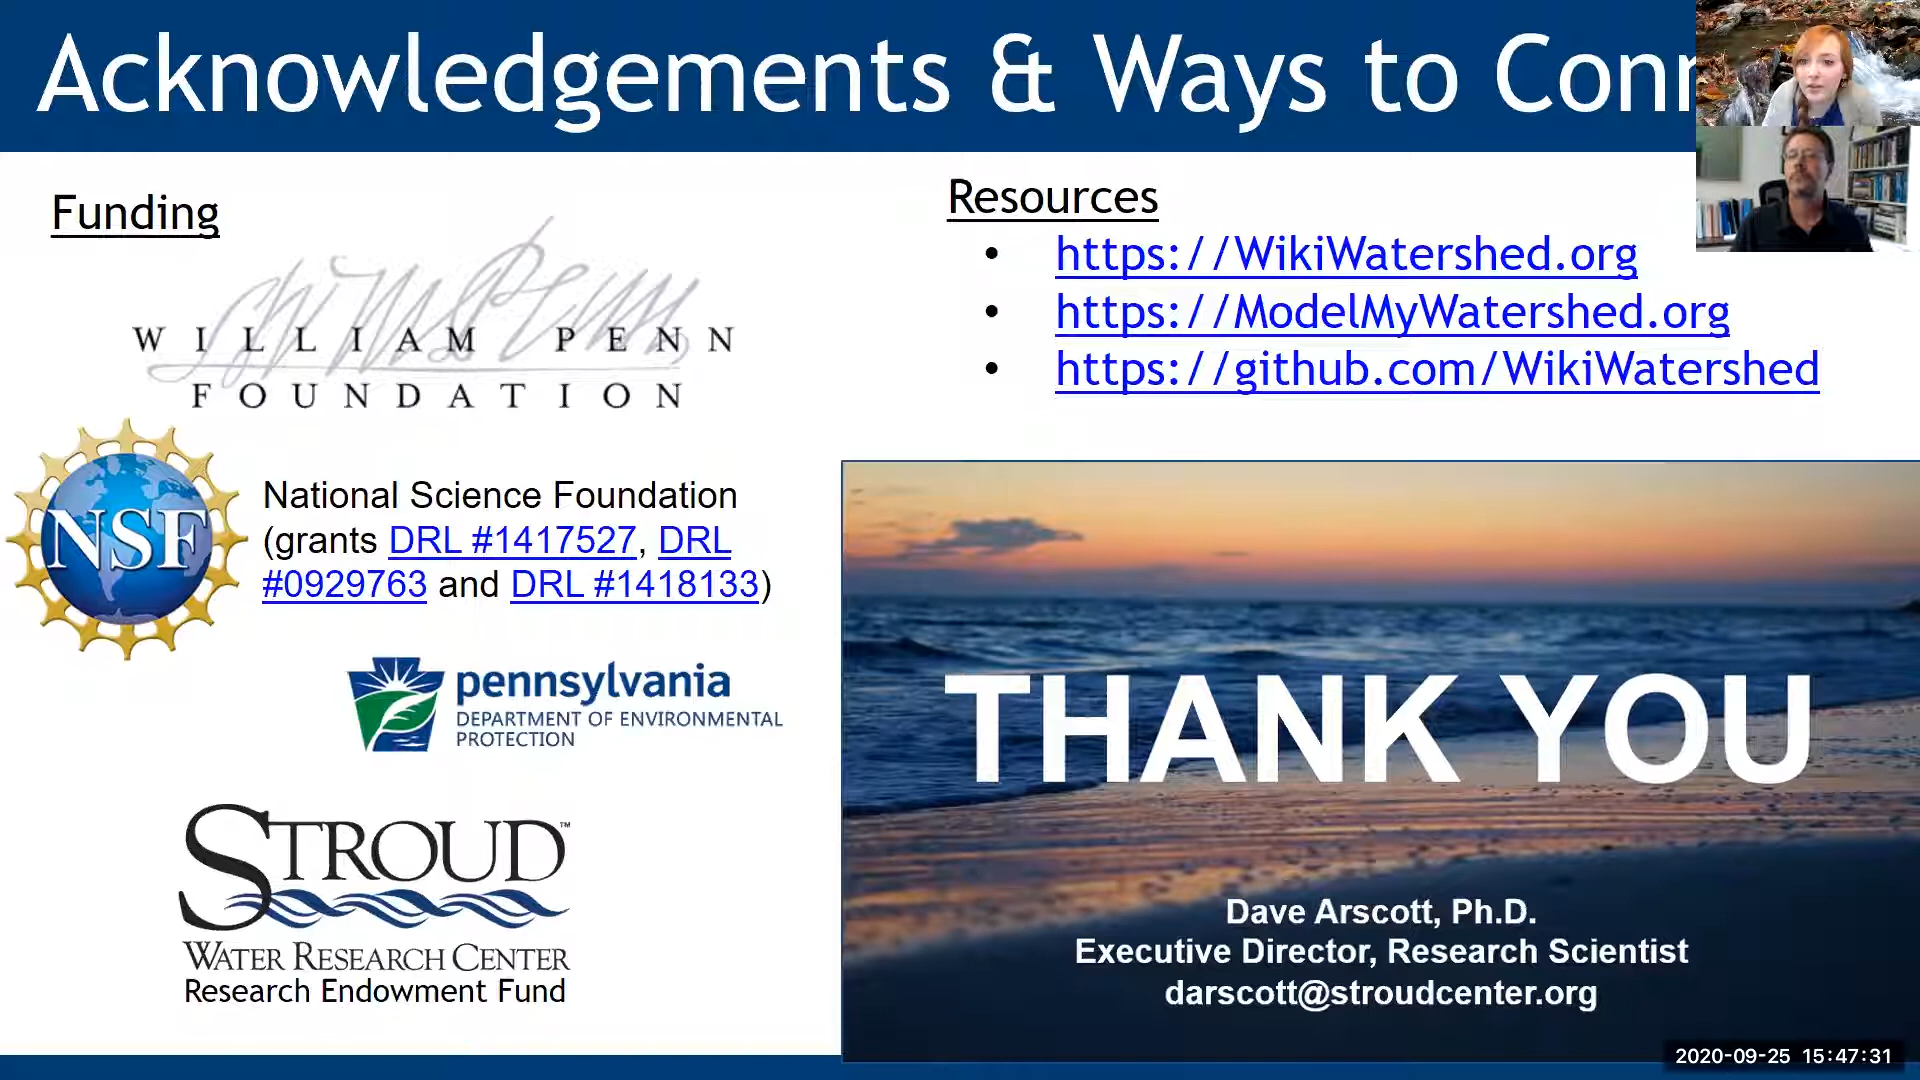 Acknowledgements & Ways to Con
Funding
WILLIAM PENN
FOUNDATION
NSF
National Science Foundation
(grants DRL #1417527, DRL
#0929763 and DRL #1418133)
pennsylvania
DEPARTMENT OF ENVIRONMENTAL
PROTECTION
STROUD™
WATER RESEARCH CENTER
Research Endowment Fund
Resources
• https://WikiWatershed.org
• https://ModelMyWatershed.org
• https://github.com/WikiWatershed
THANK YOU
Dave Arscott, Ph.D.
Executive Director, Research Scientist
darscott@stroudcenter.org
2020-09-25 15:47:31